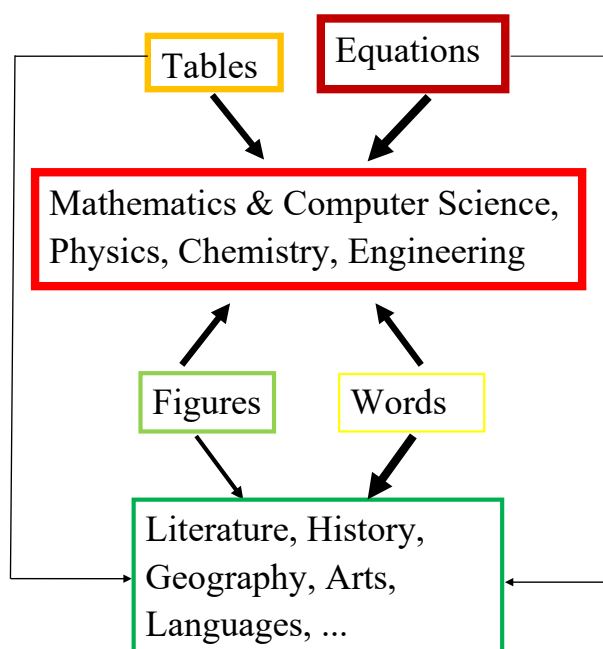 Tables
Equations
Mathematics & Computer Science,
Physics, Chemistry, Engineering
Figures
Words
Literature, History,
Geography, Arts,
Languages, ...